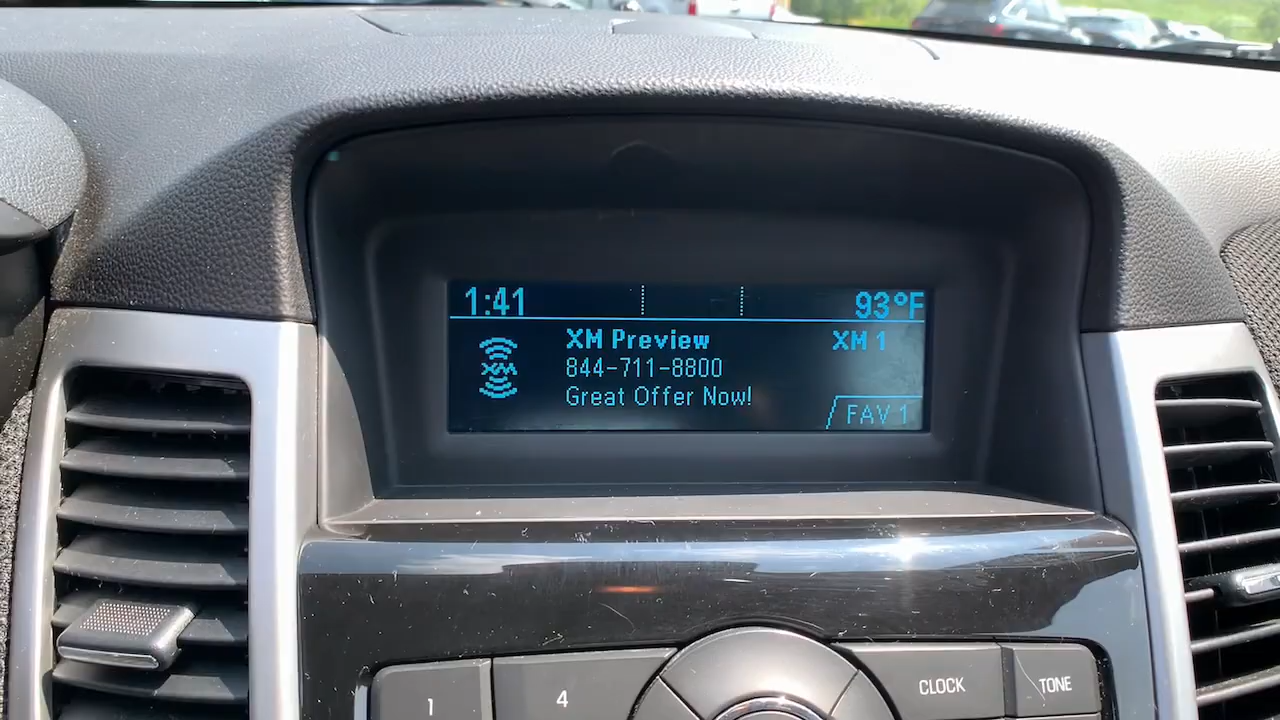 1:41 93°F
XM Preview XM 1
XM
844-711-8800
Great Offer Now!
FAV 1
1 4 CLOCK TONE